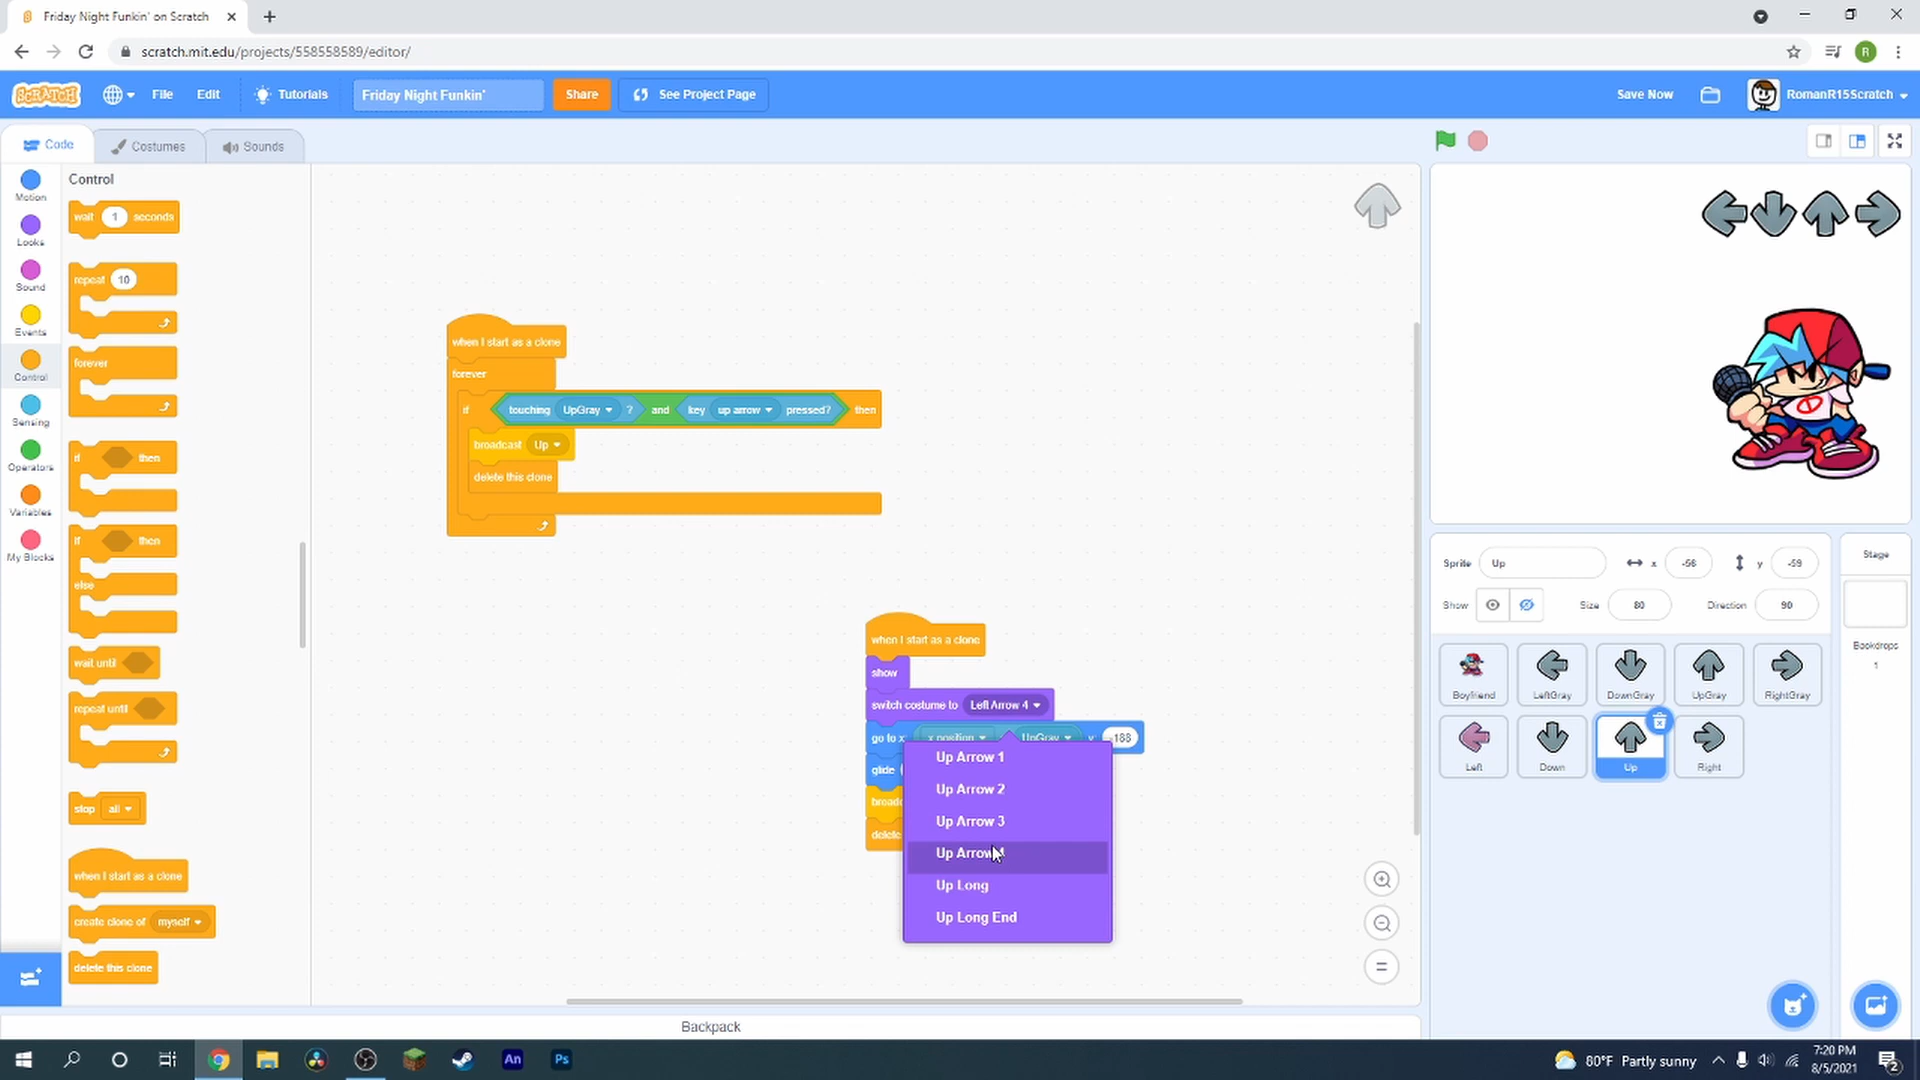 Friday Night Funkin' on Scratch
scratch.mit.edu/projects/558558589/editor/
R
SCRATCH
File
Edit
Tutorials
Friday Night Funkin'
Share
See Project Page
Save Now
RomanR15Scratch
Code
Costumes
Sounds
Motion
Looks
Sound
Events
Control
Sensing
Operators
Variables
My Blocks
Control
wait 1 seconds
repeat 10
forever
if then
if then
else
wait until
repeat until
stop all
when I start as a clone
create clone of myself
delete this clone
when I start as a clone
forever
if touching UpGray ? and key up arrow pressed? then
broadcast Up
delete this clone
when I start as a clone
show
switch costume to Left Arrow 4
go to x: x position UpGray y: -188
glide
delete
Up Arrow 1
Up Arrow 2
Up Arrow 3
Up Arrow 4
Up Long
Up Long End
Backpack
Sprite Up x -56 y -59
Show Size 80 Direction 90
Boyfriend
LeftGray
DownGray
UpGray
RightGray
Left
Down
Up
Right
Stage
Backdrops
1
An
Ps
80°F Partly sunny
7:20 PM
8/5/2021
2